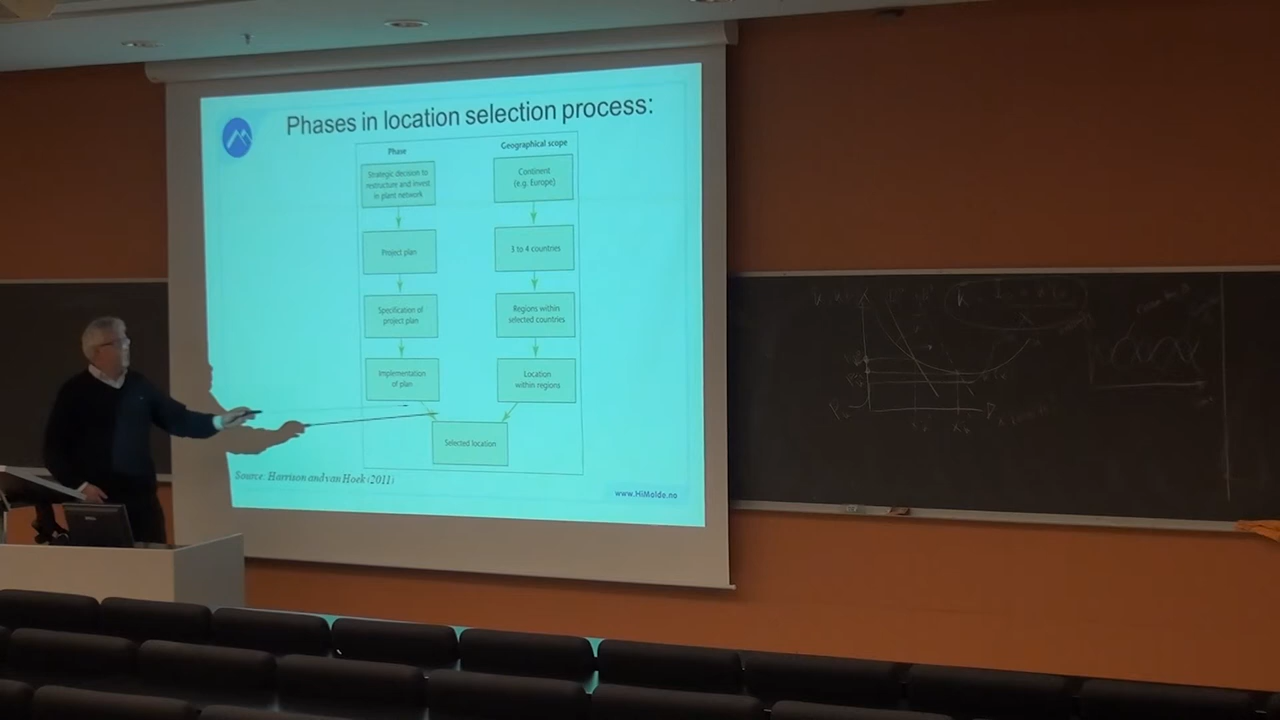 Phases in location selection process:
Phase
Geographical scope
Strategic decision to
restructure and invest
in plant network
Continent
(e.g. Europe)
Project plan
3 to 4 countries
Specification of
project plan
Regions within
selected countries
Implementation
of plan
Location
within regions
Selected location
Source: Harrison and van Hoek (2011)
www.HiMolde.no